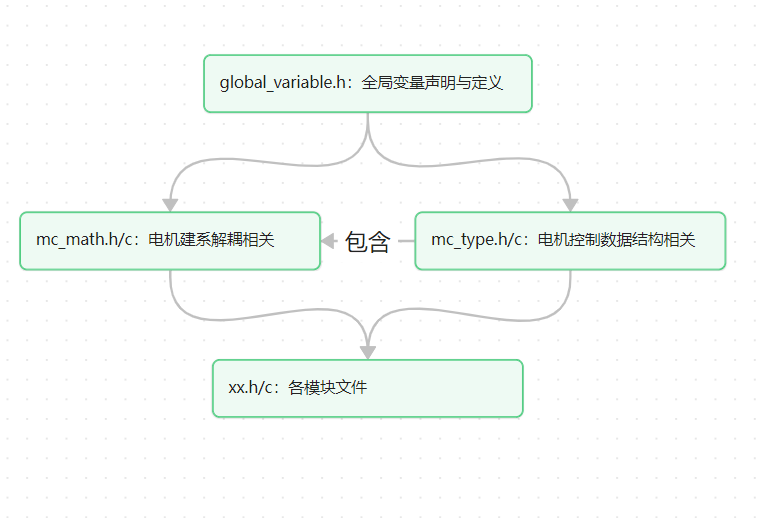 global_variable.h：全局变量声明与定义
mc_math.h/c：电机建系解耦相关
包含
mc_type.h/c：电机控制数据结构相关
xx.h/c：各模块文件